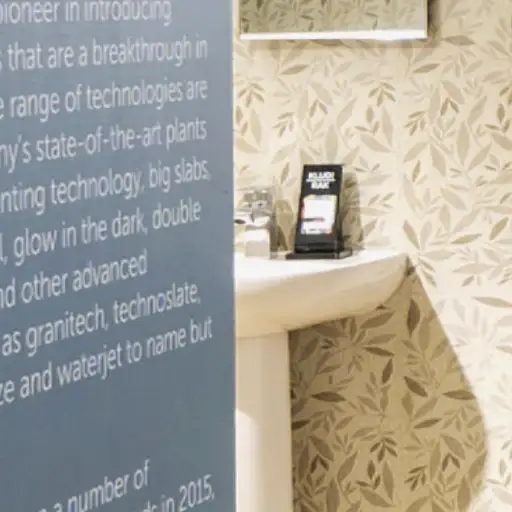 pioneer in introducing
s that are a breakthrough in
e range of technologies are
ny's state-of-the-art plants
nting technology, big slabs,
l, glow in the dark, double
nd other advanced
as granitech, technoslate,
ze and waterjet to name but
a number of
ds in 2015,
KLUDI
RAK